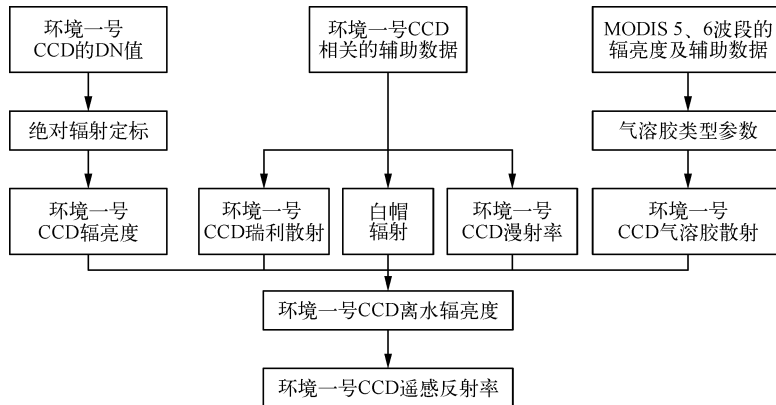 环境一号
CCD的DN值
环境一号CCD
相关的辅助数据
MODIS 5、6波段的
辐亮度及辅助数据
绝对辐射定标
气溶胶类型参数
环境一号
CCD辐亮度
环境一号
CCD瑞利散射
白帽
辐射
环境一号
CCD漫射率
环境一号
CCD气溶胶散射
环境一号CCD离水辐亮度
环境一号CCD遥感反射率